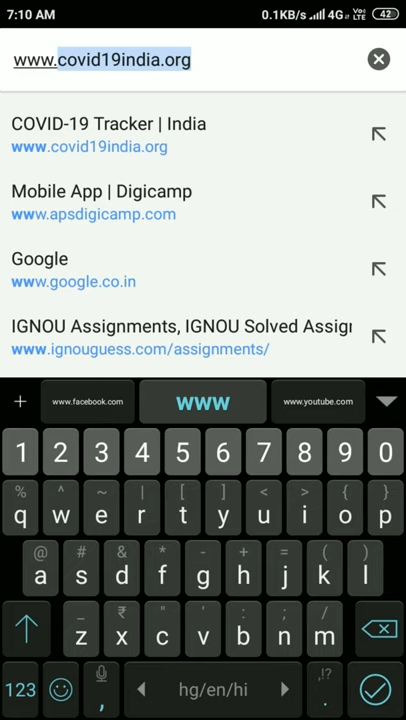 7:10 AM 0.1KB/s 4G Vo LTE 42
www.covid19india.org
COVID-19 Tracker | India
www.covid19india.org
Mobile App | Digicamp
www.apsdigicamp.com
Google
www.google.co.in
IGNOU Assignments, IGNOU Solved Assigr
www.ignouguess.com/assignments/
+ www.facebook.com www www.youtube.com
1 2 3 4 5 6 7 8 9 0
% ^ ~ | [ ] < > { }
q w e r t y u i o p
@ # & * - + = ( )
a s d f g h j k l
_ ₹ " ' : ; /
z x c v b n m
,!?
123 , hg/en/hi .